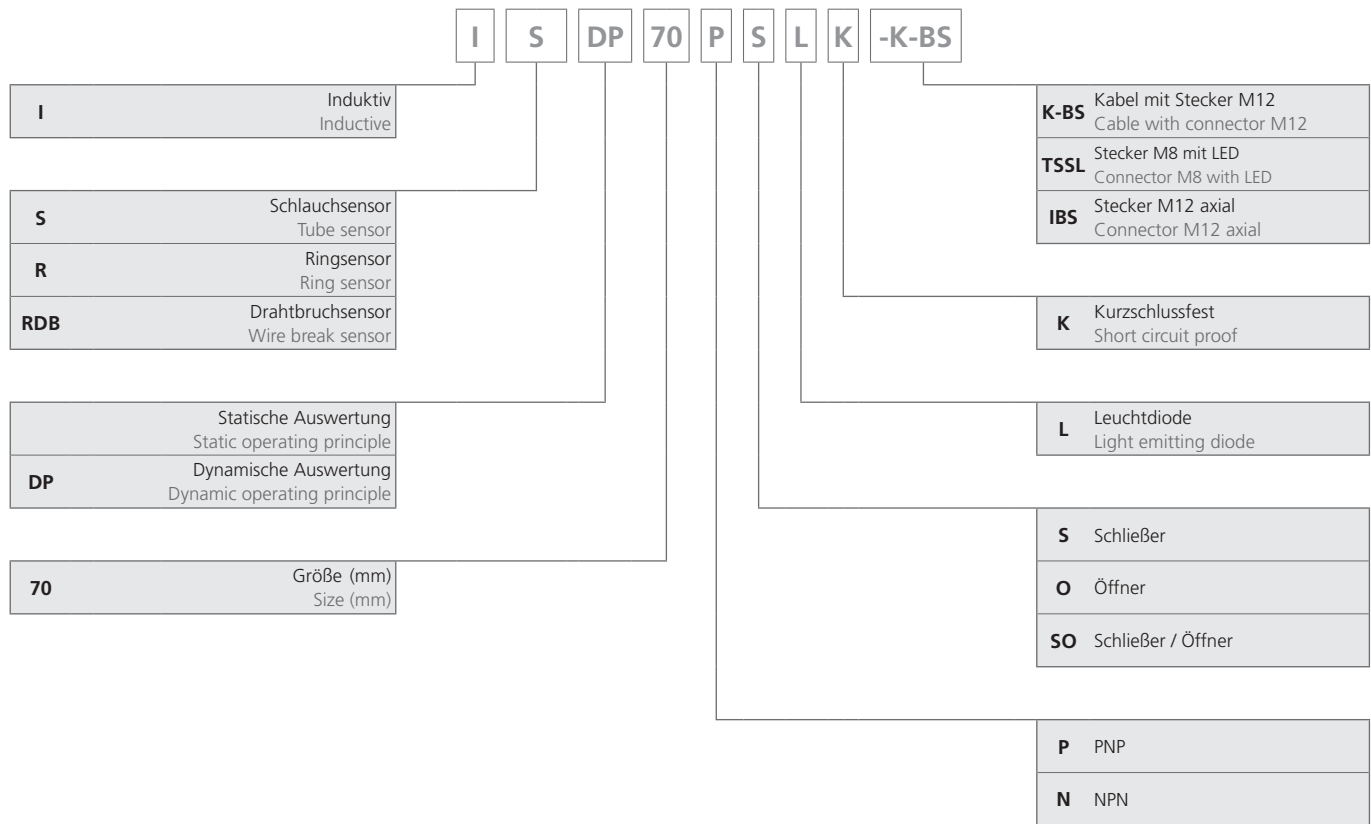 I S DP 70 P S L K -K-BS
I Induktiv
Inductive
S Schlauchsensor
Tube sensor
R Ringsensor
Ring sensor
RDB Drahtbruchsensor
Wire break sensor
Statische Auswertung
Static operating principle
DP Dynamische Auswertung
Dynamic operating principle
70 Größe (mm)
Size (mm)
K-BS Kabel mit Stecker M12
Cable with connector M12
TSSL Stecker M8 mit LED
Connector M8 with LED
IBS Stecker M12 axial
Connector M12 axial
K Kurzschlussfest
Short circuit proof
L Leuchtdiode
Light emitting diode
S Schließer
O Öffner
SO Schließer / Öffner
P PNP
N NPN